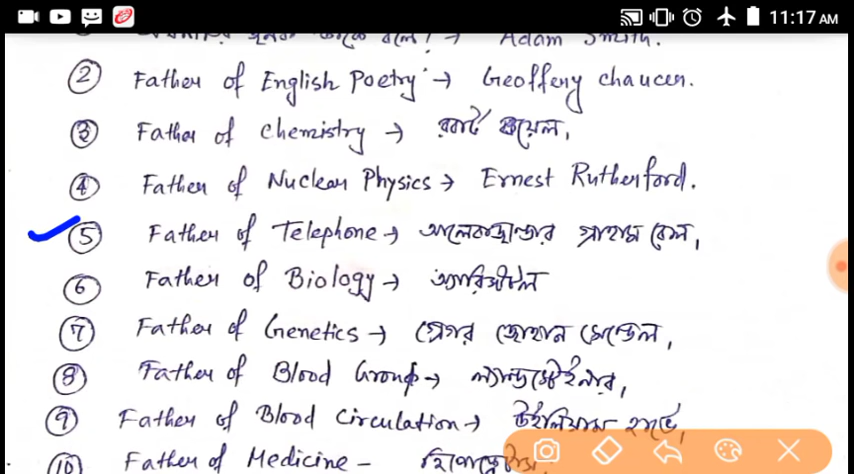 11:17 AM
Adam Smith.
② Father of English Poetry → Geoffeny chaucer.
③ Father of chemistry → রবার্ট বয়েল,
④ Father of Nuclear Physics → Ernest Rutherford.
⑤ Father of Telephone → আলেকজান্ডার গ্রাহাম বেল,
⑥ Father of Biology → অ্যারিস্টটল
⑦ Father of Genetics → গ্রেগর জোহান মেন্ডেল,
⑧ Father of Blood Group → ল্যান্ডস্টেইনার,
⑨ Father of Blood circulation → উইলিয়াম হার্ভে,
⑩ Father of Medicine -